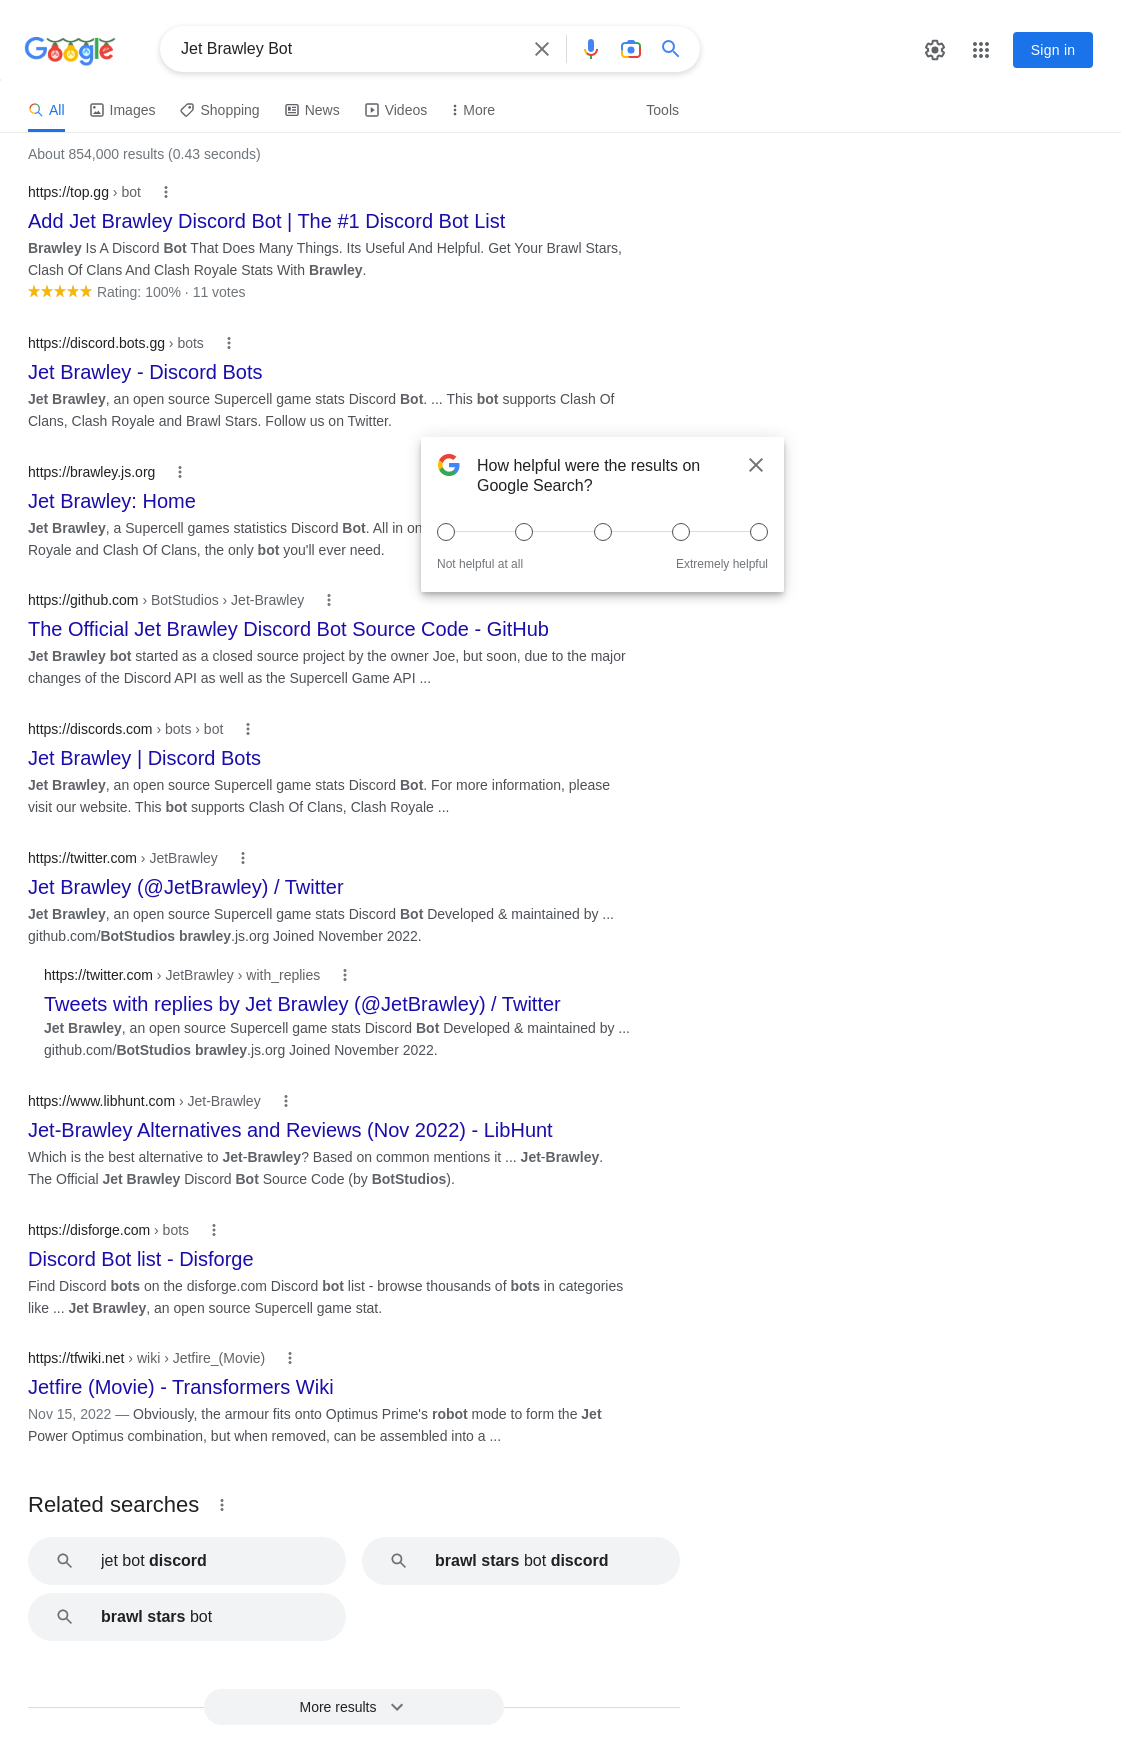 Google
Jet Brawley Bot
Sign in
All
Images
Shopping
News
Videos
More
Tools
About 854,000 results (0.43 seconds)
https://top.gg › bot
Add Jet Brawley Discord Bot | The #1 Discord Bot List
Brawley Is A Discord Bot That Does Many Things. Its Useful And Helpful. Get Your Brawl Stars,
Clash Of Clans And Clash Royale Stats With Brawley.
Rating: 100% · 11 votes
https://discord.bots.gg › bots
Jet Brawley - Discord Bots
Jet Brawley, an open source Supercell game stats Discord Bot. ... This bot supports Clash Of
Clans, Clash Royale and Brawl Stars. Follow us on Twitter.
https://brawley.js.org
Jet Brawley: Home
Jet Brawley, a Supercell games statistics Discord Bot. All in on
Royale and Clash Of Clans, the only bot you'll ever need.
How helpful were the results on
Google Search?
Not helpful at all
Extremely helpful
https://github.com › BotStudios › Jet-Brawley
The Official Jet Brawley Discord Bot Source Code - GitHub
Jet Brawley bot started as a closed source project by the owner Joe, but soon, due to the major
changes of the Discord API as well as the Supercell Game API ...
https://discords.com › bots › bot
Jet Brawley | Discord Bots
Jet Brawley, an open source Supercell game stats Discord Bot. For more information, please
visit our website. This bot supports Clash Of Clans, Clash Royale ...
https://twitter.com › JetBrawley
Jet Brawley (@JetBrawley) / Twitter
Jet Brawley, an open source Supercell game stats Discord Bot Developed & maintained by ...
github.com/BotStudios brawley.js.org Joined November 2022.
https://twitter.com › JetBrawley › with_replies
Tweets with replies by Jet Brawley (@JetBrawley) / Twitter
Jet Brawley, an open source Supercell game stats Discord Bot Developed & maintained by ...
github.com/BotStudios brawley.js.org Joined November 2022.
https://www.libhunt.com › Jet-Brawley
Jet-Brawley Alternatives and Reviews (Nov 2022) - LibHunt
Which is the best alternative to Jet-Brawley? Based on common mentions it ... Jet-Brawley.
The Official Jet Brawley Discord Bot Source Code (by BotStudios).
https://disforge.com › bots
Discord Bot list - Disforge
Find Discord bots on the disforge.com Discord bot list - browse thousands of bots in categories
like ... Jet Brawley, an open source Supercell game stat.
https://tfwiki.net › wiki › Jetfire_(Movie)
Jetfire (Movie) - Transformers Wiki
Nov 15, 2022 — Obviously, the armour fits onto Optimus Prime's robot mode to form the Jet
Power Optimus combination, but when removed, can be assembled into a ...
Related searches
jet bot discord
brawl stars bot discord
brawl stars bot
More results